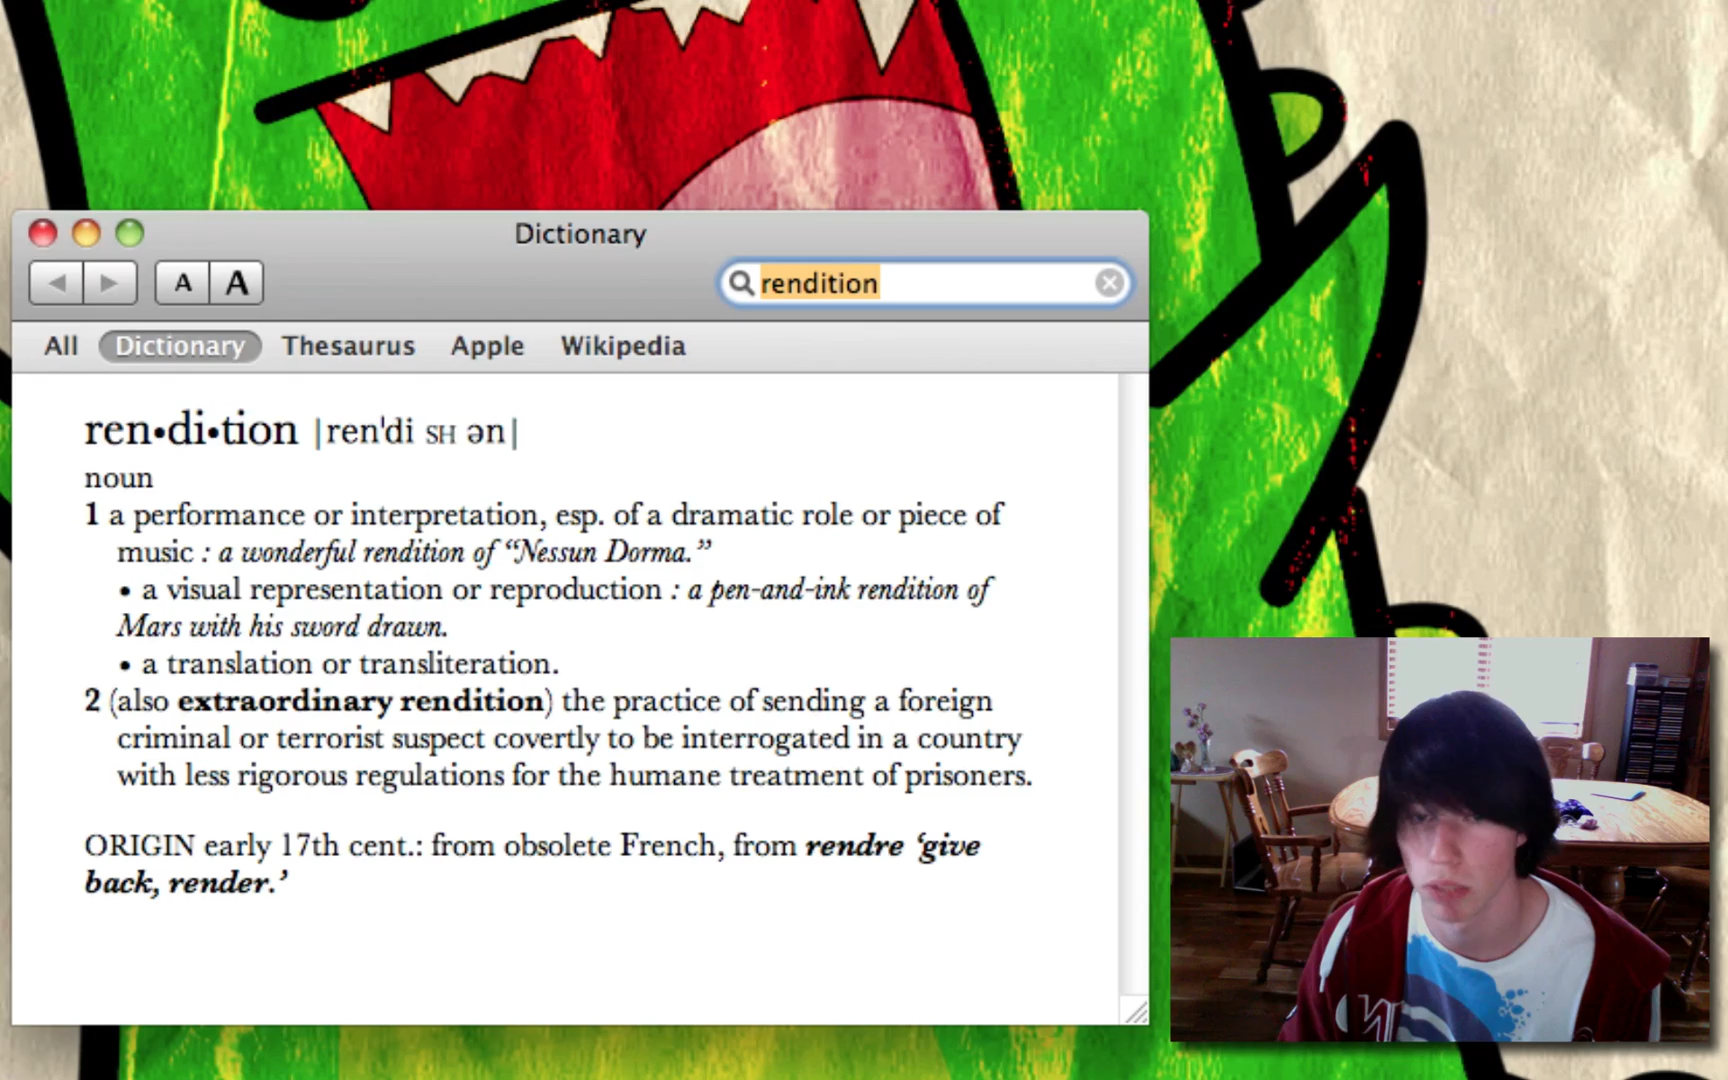 Dictionary
A A
rendition
All Dictionary Thesaurus Apple Wikipedia
ren•di•tion |renˈdi SH ən|
noun
1 a performance or interpretation, esp. of a dramatic role or piece of
music : a wonderful rendition of “Nessun Dorma.”
• a visual representation or reproduction : a pen-and-ink rendition of
Mars with his sword drawn.
• a translation or transliteration.
2 (also extraordinary rendition) the practice of sending a foreign
criminal or terrorist suspect covertly to be interrogated in a country
with less rigorous regulations for the humane treatment of prisoners.
ORIGIN early 17th cent.: from obsolete French, from rendre ‘give
back, render.’